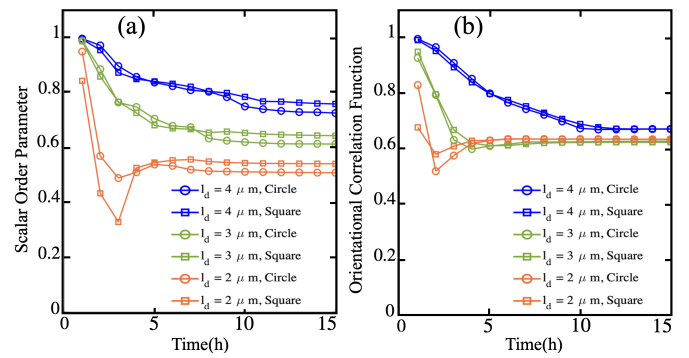 (a)
Scalar Order Parameter
1
0.8
0.6
0.4
0.2
0
0 5 10 15
Time(h)
l_d = 4 μ m, Circle
l_d = 4 μ m, Square
l_d = 3 μ m, Circle
l_d = 3 μ m, Square
l_d = 2 μ m, Circle
l_d = 2 μ m, Square
(b)
Orientational Correlation Function
1
0.8
0.6
0.4
0.2
0
0 5 10 15
Time(h)
l_d = 4 μ m, Circle
l_d = 4 μ m, Square
l_d = 3 μ m, Circle
l_d = 3 μ m, Square
l_d = 2 μ m, Circle
l_d = 2 μ m, Square